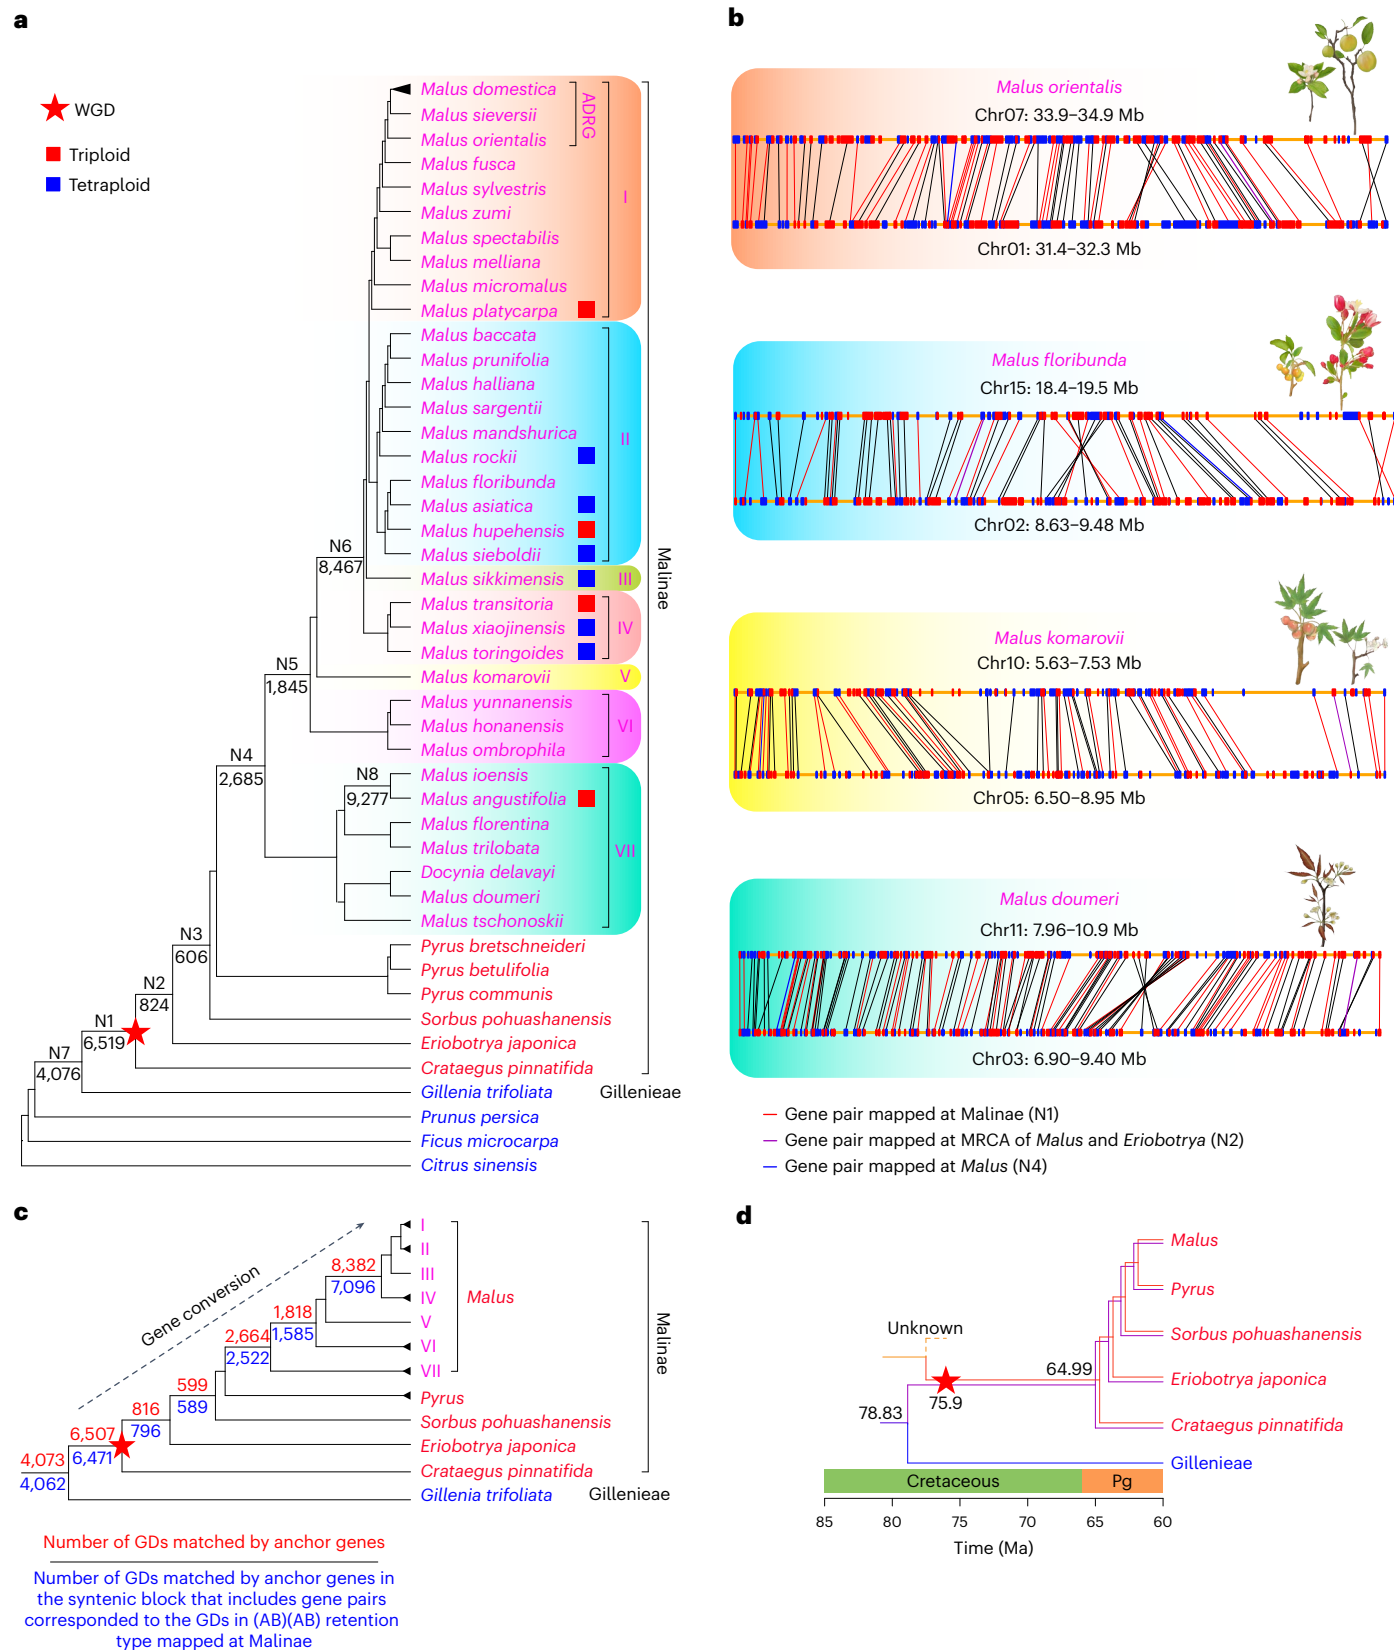 a
WGD
Triploid
Tetraploid
Malus domestica
Malus sieversii
Malus orientalis
ADRG
Malus fusca
Malus sylvestris
Malus zumi
Malus spectabilis
Malus melliana
Malus micromalus
Malus platycarpa
I
Malus baccata
Malus prunifolia
Malus halliana
Malus sargentii
Malus mandshurica
Malus rockii
Malus floribunda
Malus asiatica
Malus hupehensis
Malus sieboldii
II
Malus sikkimensis
III
Malus transitoria
Malus xiaojinensis
Malus toringoides
IV
Malus komarovii
V
Malus yunnanensis
Malus honanensis
Malus ombrophila
VI
Malus ioensis
Malus angustifolia
Malus florentina
Malus trilobata
Docynia delavayi
Malus doumeri
Malus tschonoskii
VII
Pyrus bretschneideri
Pyrus betulifolia
Pyrus communis
Sorbus pohuashanensis
Eriobotrya japonica
Crataegus pinnatifida
Malinae
Gillenia trifoliata
Gillenieae
Prunus persica
Ficus microcarpa
Citrus sinensis
N6
8,467
N5
1,845
N4
2,685
N8
9,277
N3
606
N2
824
N1
6,519
N7
4,076
b
Malus orientalis
Chr07: 33.9–34.9 Mb
Chr01: 31.4–32.3 Mb
Malus floribunda
Chr15: 18.4–19.5 Mb
Chr02: 8.63–9.48 Mb
Malus komarovii
Chr10: 5.63–7.53 Mb
Chr05: 6.50–8.95 Mb
Malus doumeri
Chr11: 7.96–10.9 Mb
Chr03: 6.90–9.40 Mb
Gene pair mapped at Malinae (N1)
Gene pair mapped at MRCA of Malus and Eriobotrya (N2)
Gene pair mapped at Malus (N4)
c
Gene conversion
I
II
III
IV
V
VI
VII
Malus
Pyrus
Sorbus pohuashanensis
Eriobotrya japonica
Crataegus pinnatifida
Malinae
Gillenia trifoliata
Gillenieae
8,382
7,096
1,818
1,585
2,664
2,522
599
589
816
796
6,507
6,471
4,073
4,062
Number of GDs matched by anchor genes
Number of GDs matched by anchor genes in
the syntenic block that includes gene pairs
corresponded to the GDs in (AB)(AB) retention
type mapped at Malinae
d
Malus
Pyrus
Sorbus pohuashanensis
Eriobotrya japonica
Crataegus pinnatifida
Gillenieae
Unknown
64.99
75.9
78.83
Cretaceous
Pg
85
80
75
70
65
60
Time (Ma)